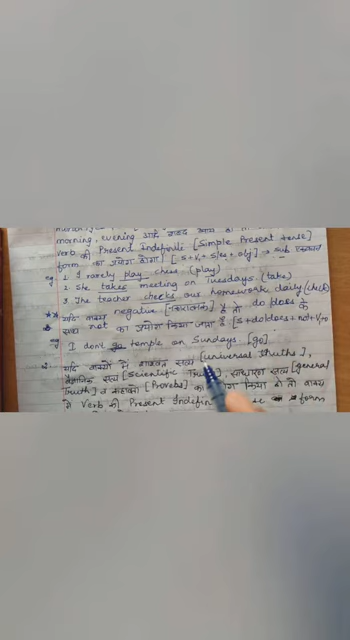 morning, evening आदि शब्द
verb की Present Indefinite [Simple Present tense]
form का प्रयोग होगा [s + v₁ + s/es + obj] → sub एकवचन
eg. 1. I rarely play chess. (play)
2. She takes meeting on Tuesdays. (take)
3. The teacher checks our homework daily. (check)
यदि वाक्य negative [नकारात्मक] है तो do/does के
साथ not का प्रयोग किया जाता है [s + do/does + not + v₁ + o
eg I don't go temple on Sundays. [go]
यदि वाक्यों में शाश्वत सत्य [universal truths],
वैज्ञानिक सत्य [Scientific Truth], साधारण सत्य [general
Truth] व कहावतों [Proverbs] का किया हो तो वाक्य
में Verb की Present Indefin form